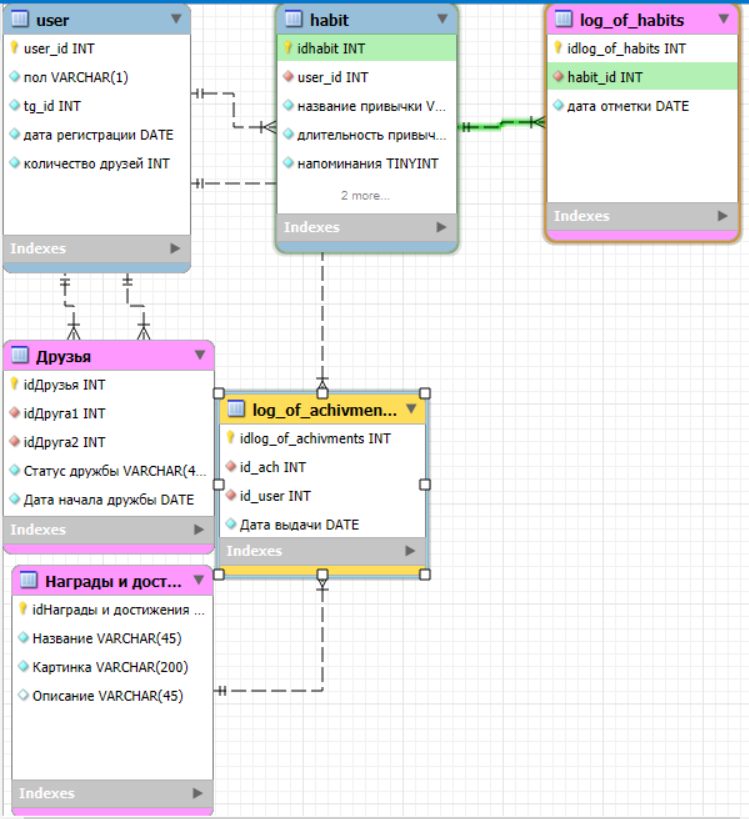 user
user_id INT
пол VARCHAR(1)
tg_id INT
дата регистрации DATE
количество друзей INT
Indexes
habit
idhabit INT
user_id INT
название привычки V...
длительность привыч...
напоминания TINYINT
2 more...
Indexes
log_of_habits
idlog_of_habits INT
habit_id INT
дата отметки DATE
Indexes
Друзья
idДрузья INT
idДруга1 INT
idДруга2 INT
Статус дружбы VARCHAR(4...
Дата начала дружбы DATE
Indexes
log_of_achivmen...
idlog_of_achivments INT
id_ach INT
id_user INT
Дата выдачи DATE
Indexes
Награды и дост...
idНаграды и достижения ...
Название VARCHAR(45)
Картинка VARCHAR(200)
Описание VARCHAR(45)
Indexes